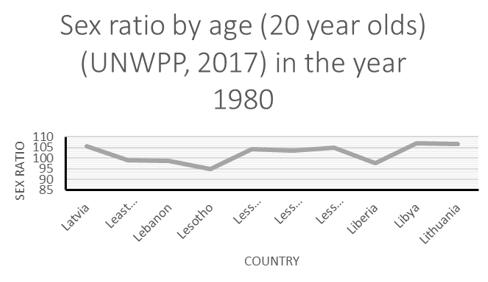 Sex ratio by age (20 year olds)
(UNWPP, 2017) in the year
1980
SEX RATIO
110
105
100
95
90
85
Latvia
Least...
Lebanon
Lesotho
Less...
Less...
Less...
Liberia
Libya
Lithuania
COUNTRY